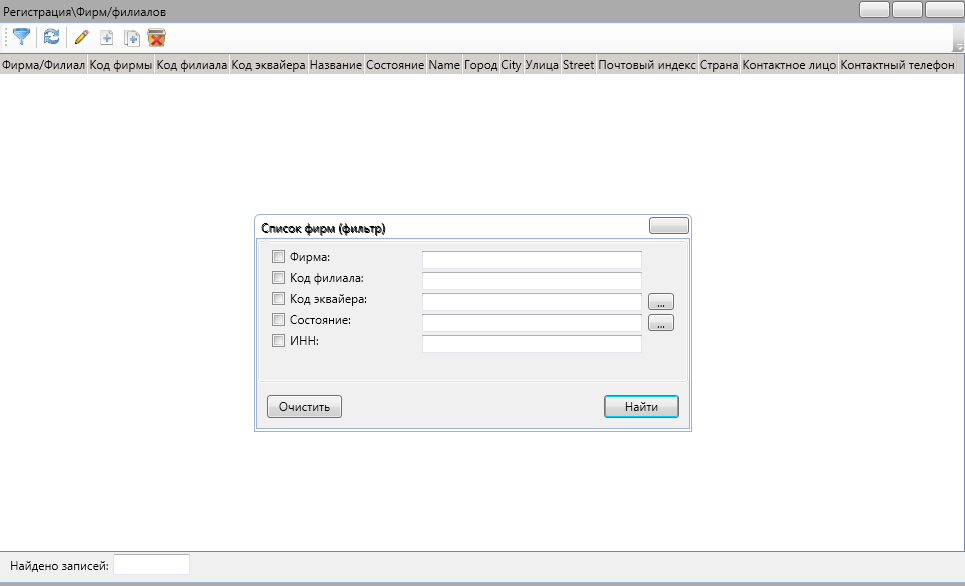 Регистрация\Фирм/филиалов
Фирма/Филиал Код фирмы Код филиала Код эквайера Название Состояние Name Город City Улица Street Почтовый индекс Страна Контактное лицо Контактный телефон
Список фирм (фильтр)
Фирма:
Код филиала:
Код эквайера: ...
Состояние: ...
ИНН:
Очистить Найти
Найдено записей: